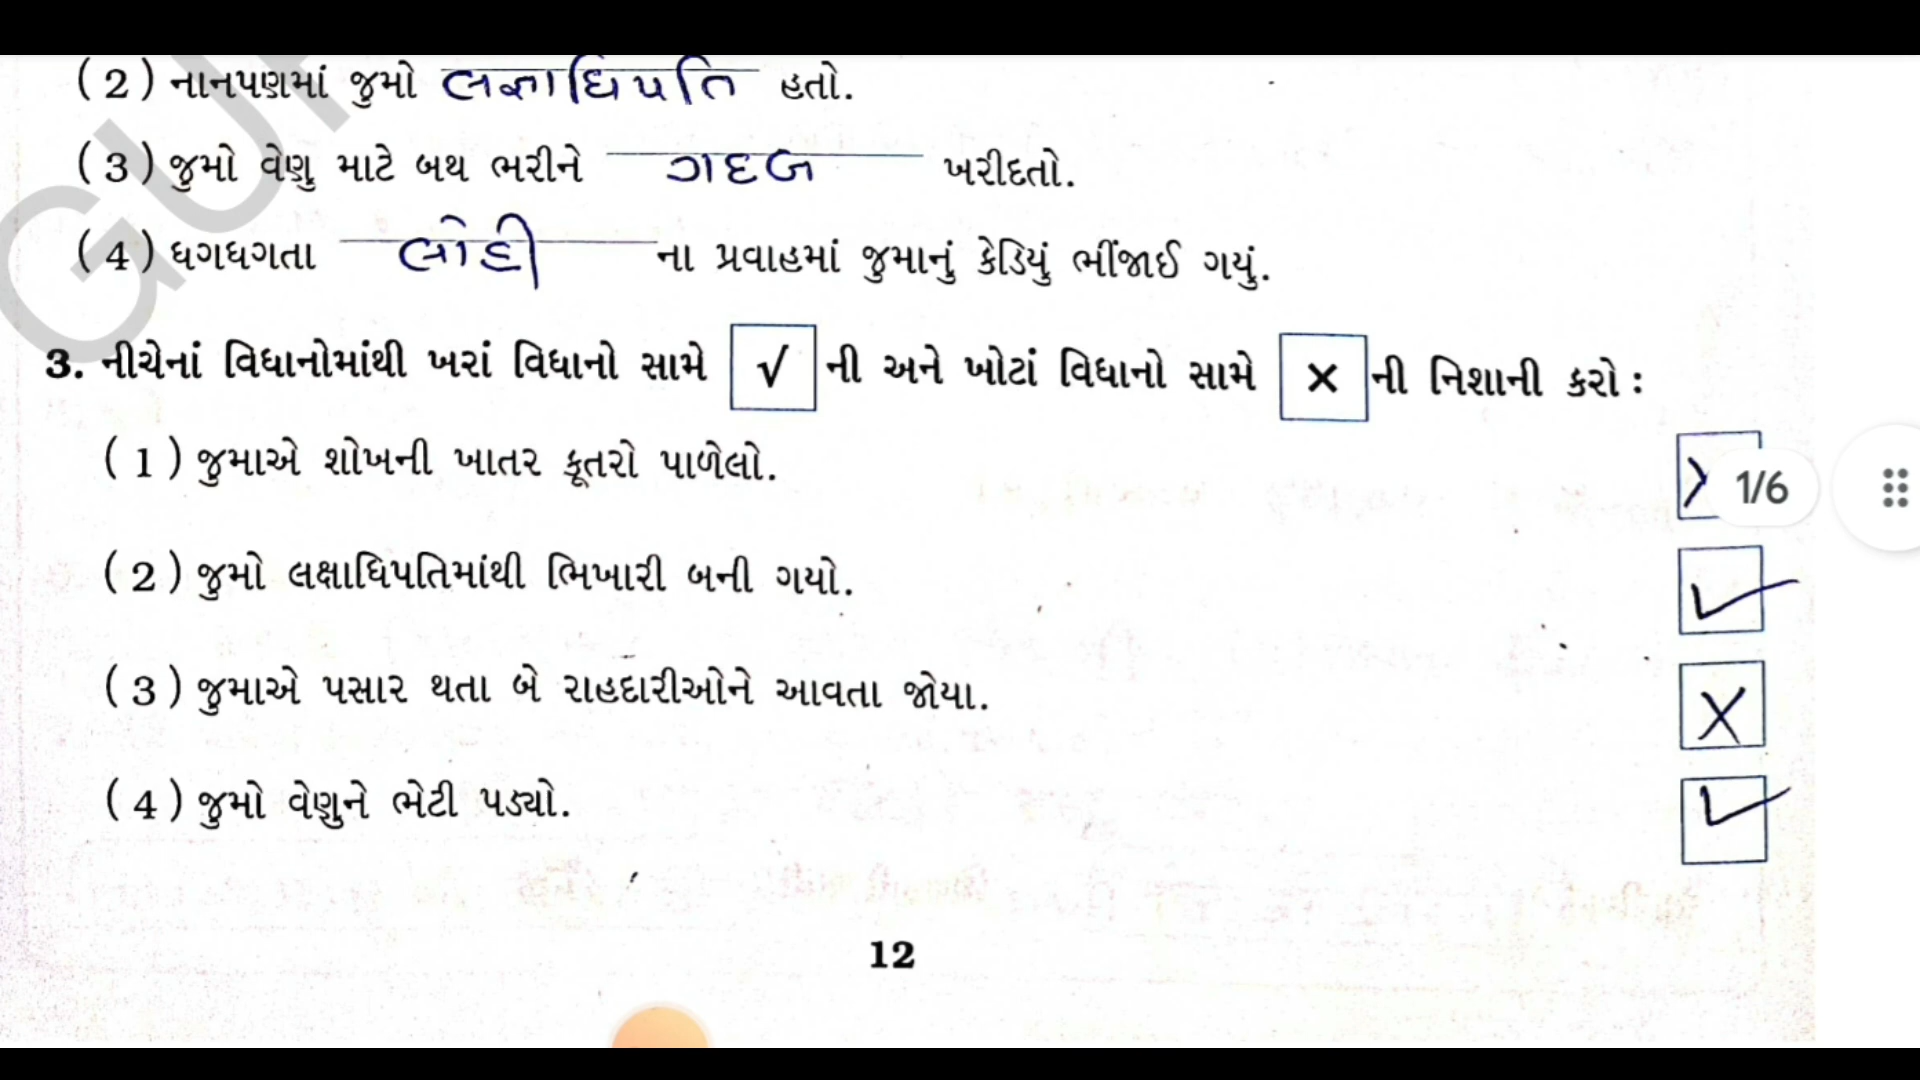 GUI
(2) નાનપણમાં જુમો લક્ષાધિપતિ હતો.
(3) જુમો વેણુ માટે બથ ભરીને ગદબ ખરીદતો.
(4) ધગધગતા લોહી ના પ્રવાહમાં જુમાનું કેડિયું ભીંજાઈ ગયું.
3. નીચેનાં વિધાનોમાંથી ખરાં વિધાનો સામે √ ની અને ખોટાં વિધાનો સામે × ની નિશાની કરો :
(1) જુમાએ શોખની ખાતર કૂતરો પાળેલો.
1/6
(2) જુમો લક્ષાધિપતિમાંથી ભિખારી બની ગયો. ✓
(3) જુમાએ પસાર થતા બે રાહદારીઓને આવતા જોયા. X
(4) જુમો વેણુને ભેટી પડ્યો. ✓
12